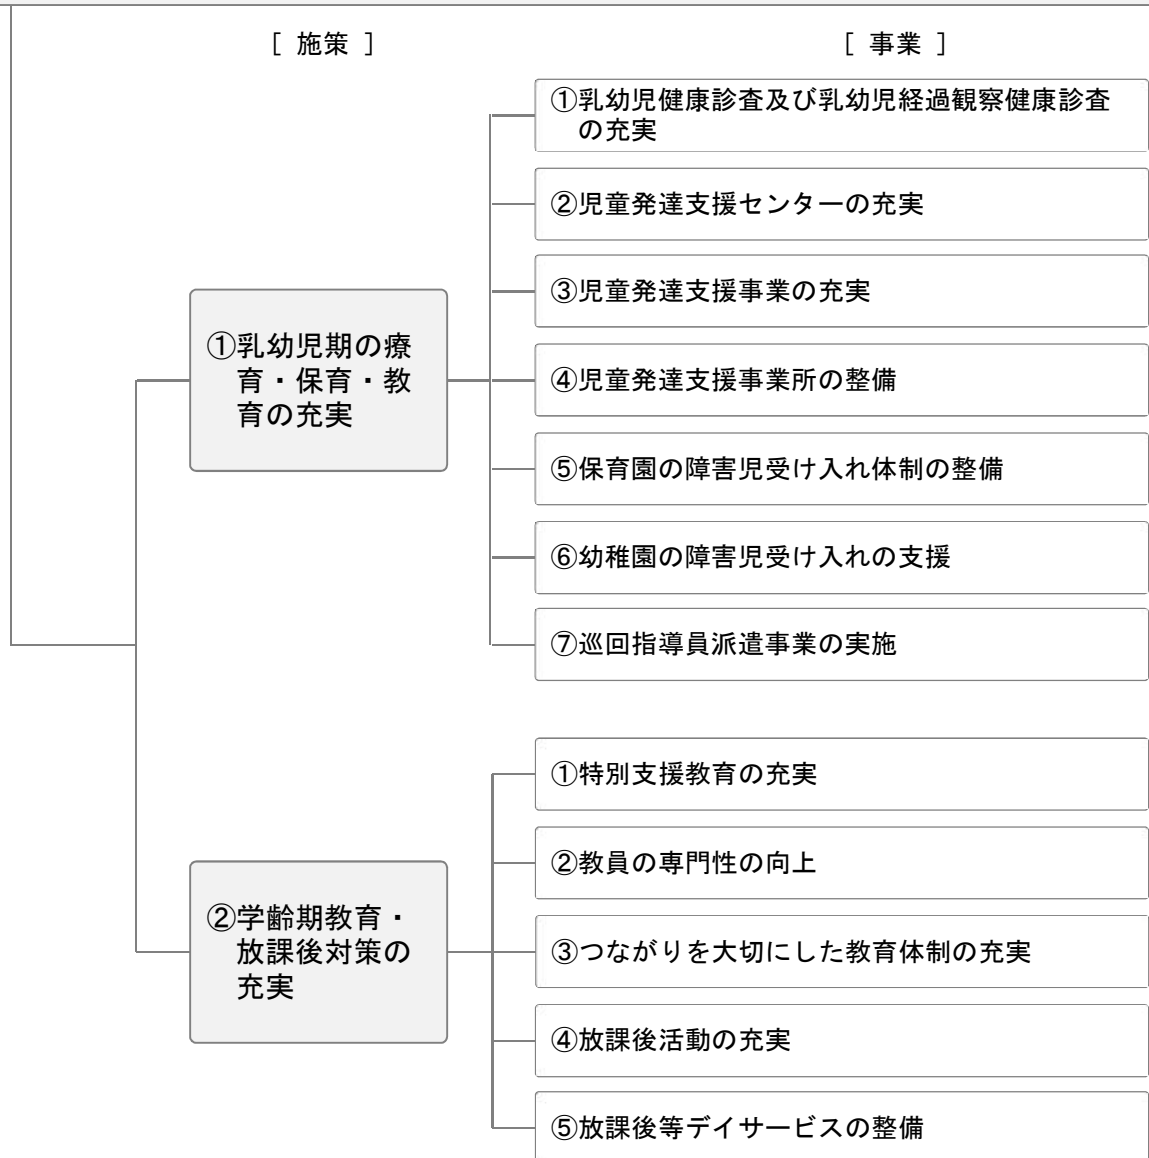 ［ 施策 ］
［ 事業 ］
①乳幼児期の療
育・保育・教
育の充実
①乳幼児健康診査及び乳幼児経過観察健康診査
の充実
②児童発達支援センターの充実
③児童発達支援事業の充実
④児童発達支援事業所の整備
⑤保育園の障害児受け入れ体制の整備
⑥幼稚園の障害児受け入れの支援
⑦巡回指導員派遣事業の実施
②学齢期教育・
放課後対策の
充実
①特別支援教育の充実
②教員の専門性の向上
③つながりを大切にした教育体制の充実
④放課後活動の充実
⑤放課後等デイサービスの整備